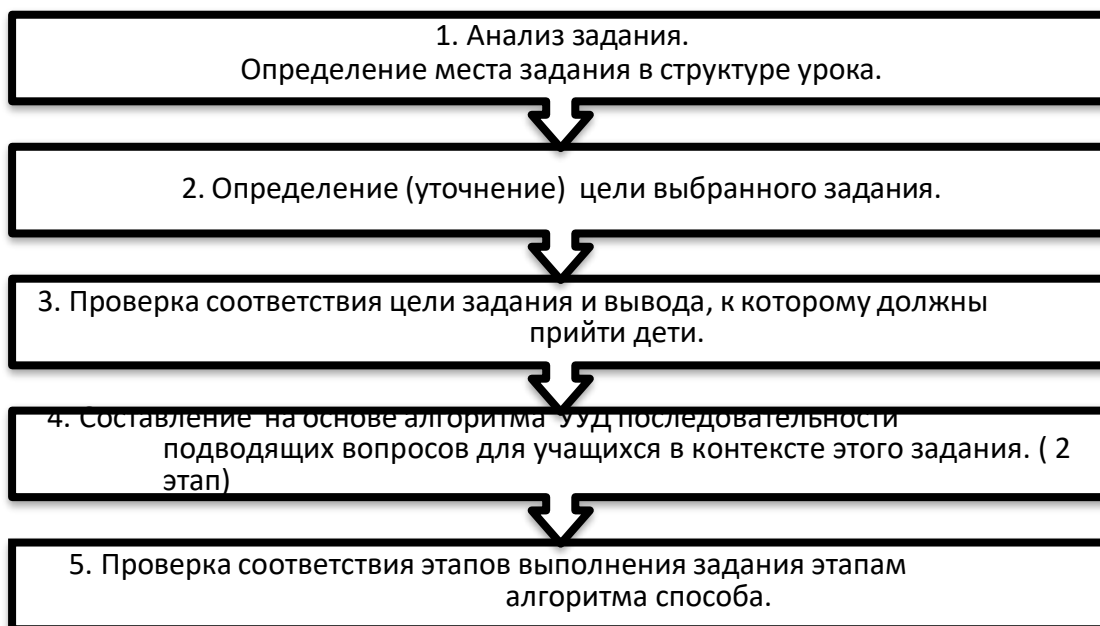 1. Анализ задания.
Определение места задания в структуре урока.
2. Определение (уточнение) цели выбранного задания.
3. Проверка соответствия цели задания и вывода, к которому должны
прийти дети.
4. Составление на основе алгоритма УУД последовательности
подводящих вопросов для учащихся в контексте этого задания. ( 2
этап)
5. Проверка соответствия этапов выполнения задания этапам
алгоритма способа.